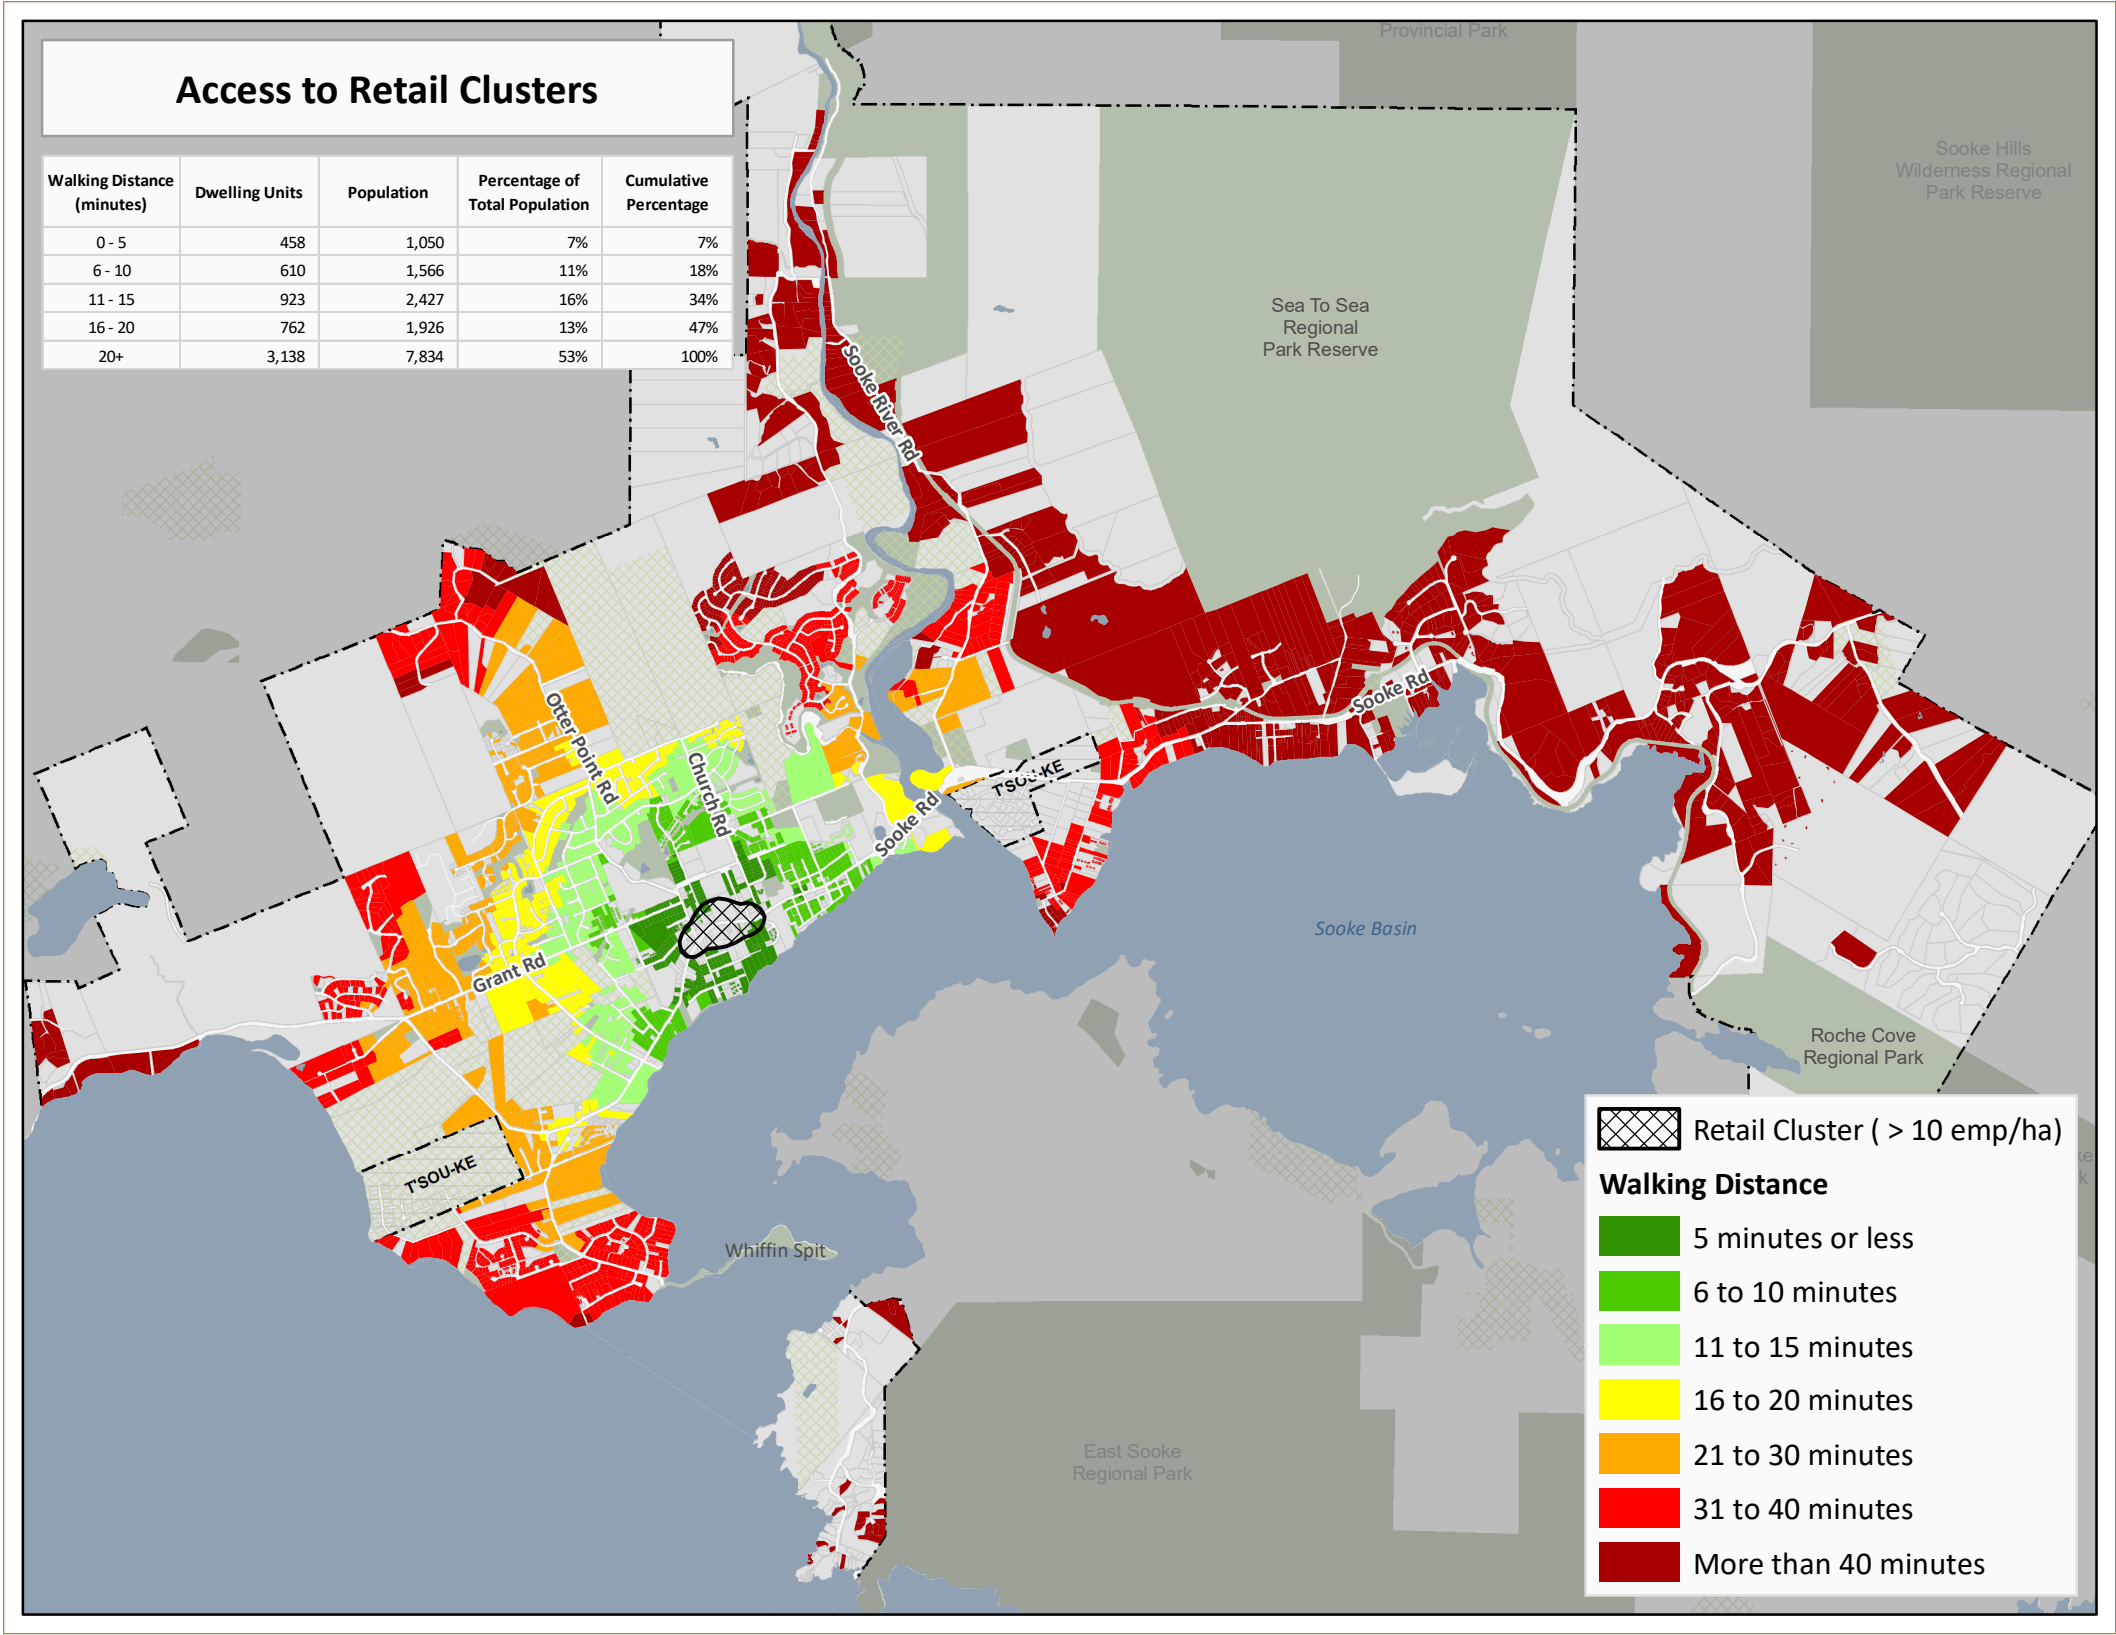 Access to Retail Clusters
Walking Distance (minutes) Dwelling Units Population Percentage of Total Population Cumulative Percentage
0 - 5 458 1,050 7% 7%
6 - 10 610 1,566 11% 18%
11 - 15 923 2,427 16% 34%
16 - 20 762 1,926 13% 47%
20+ 3,138 7,834 53% 100%
Provincial Park
Sooke Hills
Wilderness Regional
Park Reserve
Sea To Sea
Regional
Park Reserve
Sooke River Rd
Sooke Rd
Otter Point Rd
Church Rd
T'SOU-KE
Sooke Rd
Grant Rd
Sooke Basin
Roche Cove
Regional Park
T'SOU-KE
Whiffin Spit
East Sooke
Regional Park
Retail Cluster ( > 10 emp/ha)
Walking Distance
5 minutes or less
6 to 10 minutes
11 to 15 minutes
16 to 20 minutes
21 to 30 minutes
31 to 40 minutes
More than 40 minutes